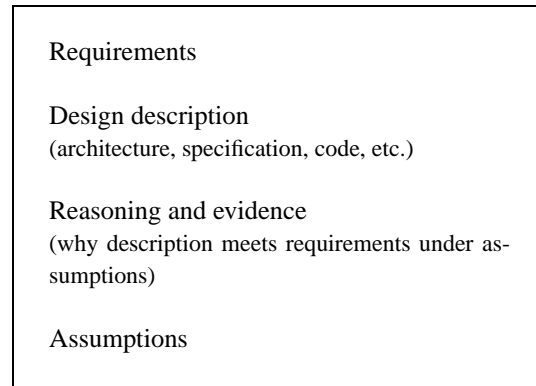 Requirements
Design description
(architecture, specification, code, etc.)
Reasoning and evidence
(why description meets requirements under as-
sumptions)
Assumptions